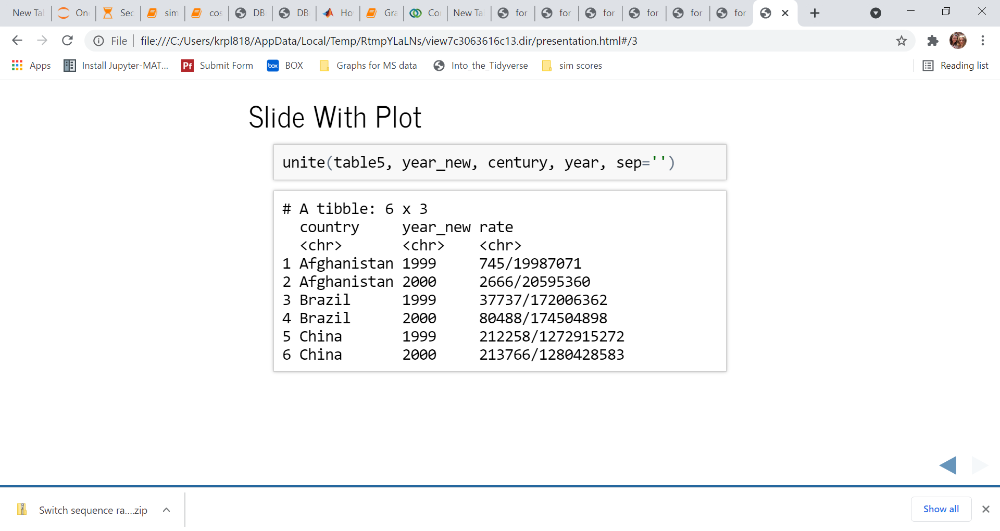 New Ta On Sec sim cos DB DB Ho Gra Co New Ta for for for for for for
File file:///C:/Users/krpl818/AppData/Local/Temp/RtmpYLaLNs/view7c3063616c13.dir/presentation.html#/3
Apps Install Jupyter-MAT... Pf Submit Form box BOX Graphs for MS data Into_the_Tidyverse sim scores Reading list
Slide With Plot
unite(table5, year_new, century, year, sep='')
# A tibble: 6 x 3
country year_new rate
<chr> <chr> <chr>
1 Afghanistan 1999 745/19987071
2 Afghanistan 2000 2666/20595360
3 Brazil 1999 37737/172006362
4 Brazil 2000 80488/174504898
5 China 1999 212258/1272915272
6 China 2000 213766/1280428583
Switch sequence ra....zip Show all